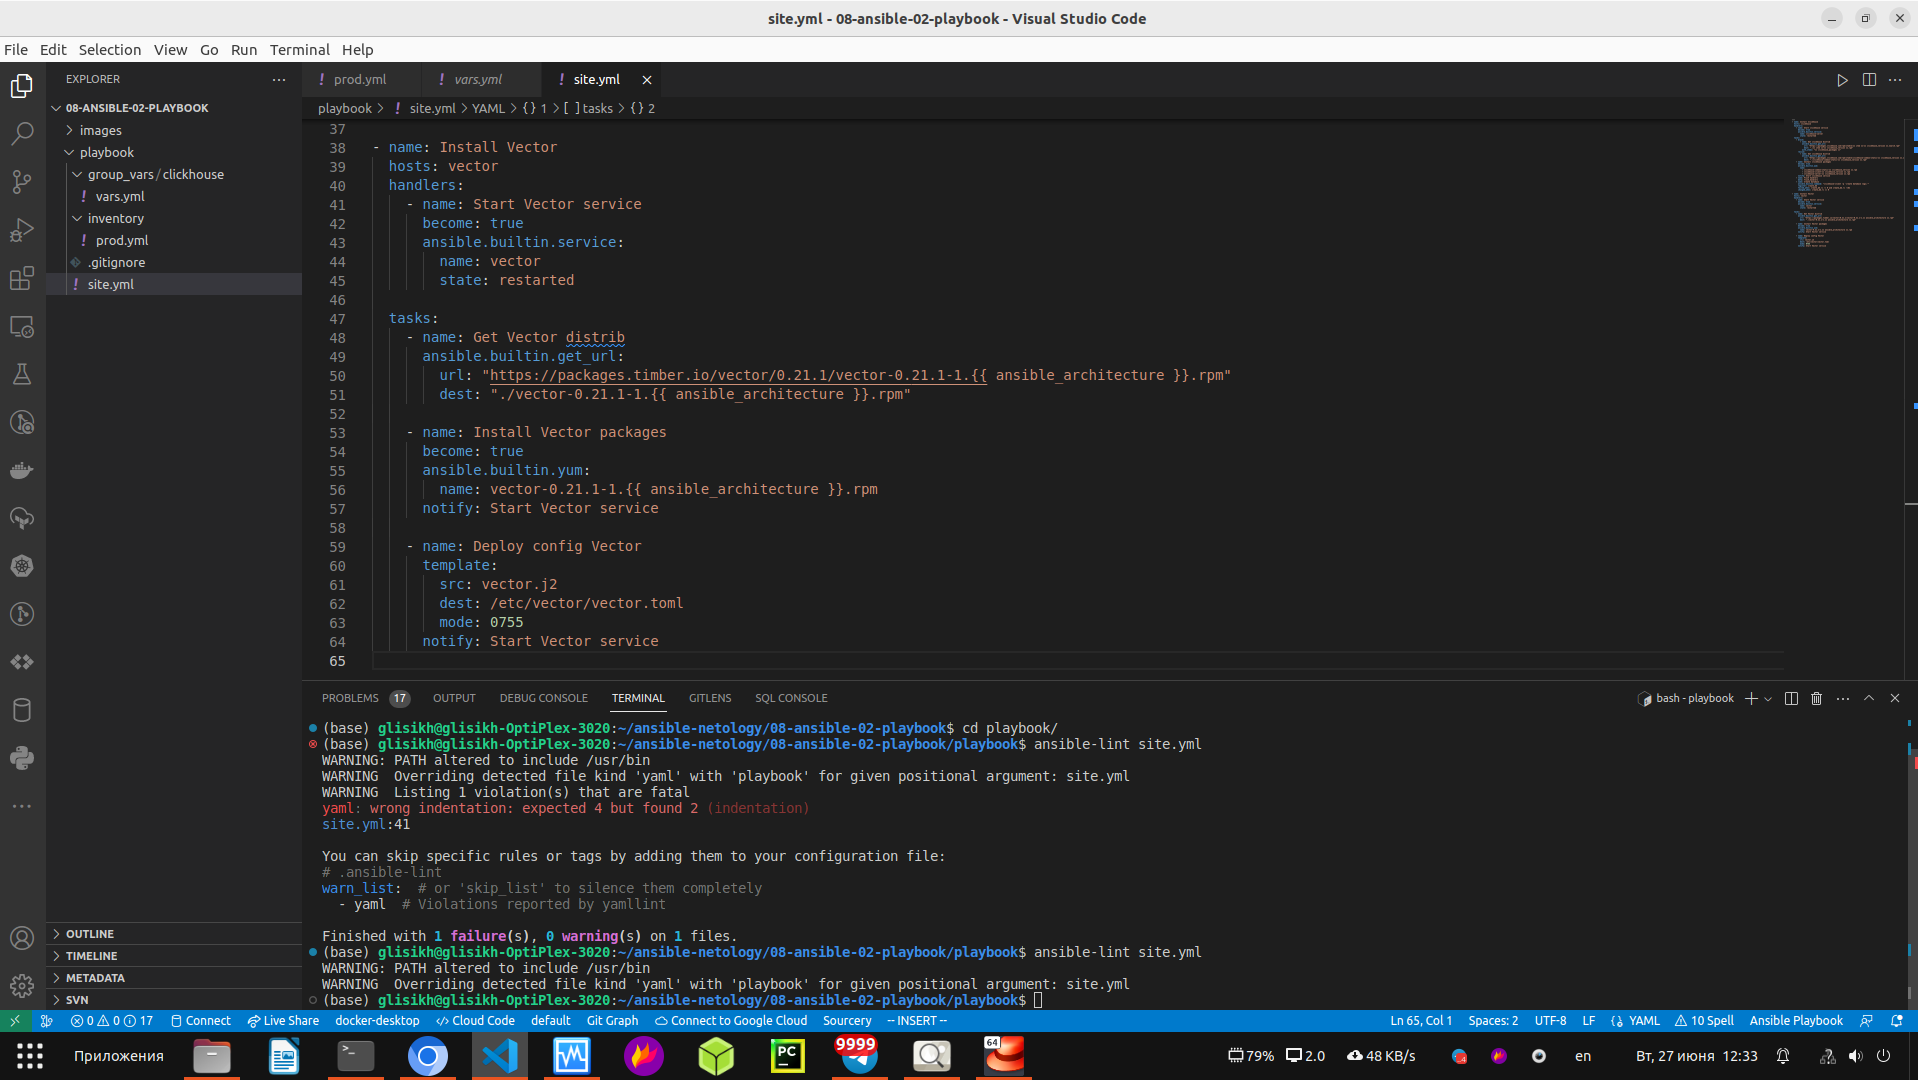 site.yml - 08-ansible-02-playbook - Visual Studio Code
File Edit Selection View Go Run Terminal Help
EXPLORER
08-ANSIBLE-02-PLAYBOOK
images
playbook
group_vars/clickhouse
vars.yml
inventory
prod.yml
.gitignore
site.yml
OUTLINE
TIMELINE
METADATA
SVN
prod.yml vars.yml site.yml
playbook > site.yml > YAML > {} 1 > [ ] tasks > {} 2
37
38 - name: Install Vector
39 hosts: vector
40 handlers:
41 - name: Start Vector service
42 become: true
43 ansible.builtin.service:
44 name: vector
45 state: restarted
46
47 tasks:
48 - name: Get Vector distrib
49 ansible.builtin.get_url:
50 url: "https://packages.timber.io/vector/0.21.1/vector-0.21.1-1.{{ ansible_architecture }}.rpm"
51 dest: "./vector-0.21.1-1.{{ ansible_architecture }}.rpm"
52
53 - name: Install Vector packages
54 become: true
55 ansible.builtin.yum:
56 name: vector-0.21.1-1.{{ ansible_architecture }}.rpm
57 notify: Start Vector service
58
59 - name: Deploy config Vector
60 template:
61 src: vector.j2
62 dest: /etc/vector/vector.toml
63 mode: 0755
64 notify: Start Vector service
65
PROBLEMS 17 OUTPUT DEBUG CONSOLE TERMINAL GITLENS SQL CONSOLE bash - playbook
(base) glisikh@glisikh-OptiPlex-3020:~/ansible-netology/08-ansible-02-playbook$ cd playbook/
(base) glisikh@glisikh-OptiPlex-3020:~/ansible-netology/08-ansible-02-playbook/playbook$ ansible-lint site.yml
WARNING: PATH altered to include /usr/bin
WARNING  Overriding detected file kind 'yaml' with 'playbook' for given positional argument: site.yml
WARNING  Listing 1 violation(s) that are fatal
yaml: wrong indentation: expected 4 but found 2 (indentation)
site.yml:41
You can skip specific rules or tags by adding them to your configuration file:
# .ansible-lint
warn_list:  # or 'skip_list' to silence them completely
- yaml  # Violations reported by yamllint
Finished with 1 failure(s), 0 warning(s) on 1 files.
(base) glisikh@glisikh-OptiPlex-3020:~/ansible-netology/08-ansible-02-playbook/playbook$ ansible-lint site.yml
WARNING: PATH altered to include /usr/bin
WARNING  Overriding detected file kind 'yaml' with 'playbook' for given positional argument: site.yml
(base) glisikh@glisikh-OptiPlex-3020:~/ansible-netology/08-ansible-02-playbook/playbook$
0 0 17 Connect Live Share docker-desktop Cloud Code default Git Graph Connect to Google Cloud Sourcery -- INSERT -- Ln 65, Col 1 Spaces: 2 UTF-8 LF YAML 10 Spell Ansible Playbook
Приложения PC 9999 64 79% 2.0 48 KB/s en Вт, 27 июня 12:33